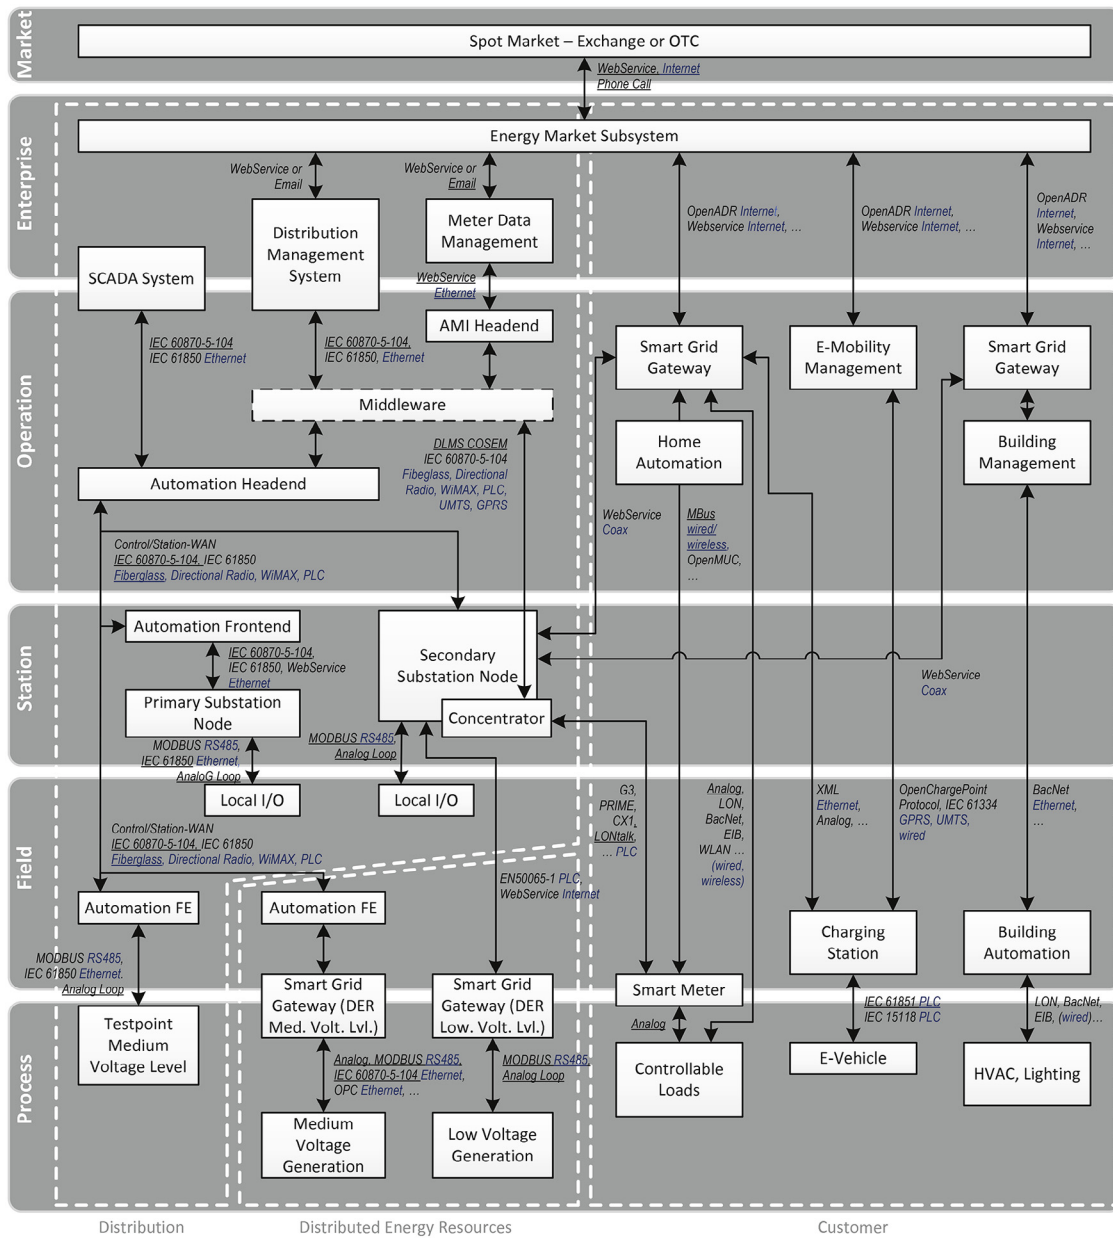 Market
Spot Market – Exchange or OTC
WebService, Internet
Phone Call
Enterprise
Energy Market Subsystem
WebService or
Email
WebService or
Email
Distribution
Management
System
Meter Data
Management
SCADA System
WebService
Ethernet
OpenADR Internet,
Webservice Internet, ...
OpenADR Internet,
Webservice Internet, ...
OpenADR
Internet,
Webservice
Internet, ...
Operation
AMI Headend
IEC 60870-5-104
IEC 61850 Ethernet
IEC 60870-5-104,
IEC 61850, Ethernet
Smart Grid
Gateway
E-Mobility
Management
Smart Grid
Gateway
Middleware
Home
Automation
Building
Management
DLMS COSEM
IEC 60870-5-104
Fibeglass, Directional
Radio, WiMAX, PLC,
UMTS, GPRS
Automation Headend
WebService
Coax
MBus
wired/
wireless,
OpenMUC,
...
Control/Station-WAN
IEC 60870-5-104, IEC 61850
Fiberglass, Directional Radio, WiMAX, PLC
Station
Automation Frontend
IEC 60870-5-104,
IEC 61850, WebService
Ethernet
Secondary
Substation Node
Primary Substation
Node
Concentrator
WebService
Coax
MODBUS RS485,
IEC 61850 Ethernet,
AnaloG Loop
MODBUS RS485,
Analog Loop
Field
Local I/O
Local I/O
G3,
PRIME,
CX1,
LONtalk,
... PLC
Analog,
LON,
BacNet,
EIB,
WLAN ...
(wired,
wireless)
XML
Ethernet,
Analog, ...
OpenChargePoint
Protocol, IEC 61334
GPRS, UMTS,
wired
BacNet
Ethernet,
...
Control/Station-WAN
IEC 60870-5-104, IEC 61850
Fiberglass, Directional Radio, WiMAX, PLC
EN50065-1 PLC,
WebService Internet
Automation FE
Automation FE
Charging
Station
Building
Automation
MODBUS RS485,
IEC 61850 Ethernet.
Analog Loop
Smart Grid
Gateway (DER
Med. Volt. Lvl.)
Smart Grid
Gateway (DER
Low. Volt. Lvl.)
Smart Meter
Process
Testpoint
Medium
Voltage Level
Analog
IEC 61851 PLC
IEC 15118 PLC
LON, BacNet,
EIB, (wired)...
Analog, MODBUS RS485,
IEC 60870-5-104 Ethernet,
OPC Ethernet, ...
MODBUS RS485,
Analog Loop
Controllable
Loads
E-Vehicle
HVAC, Lighting
Medium
Voltage
Generation
Low Voltage
Generation
Distribution
Distributed Energy Resources
Customer